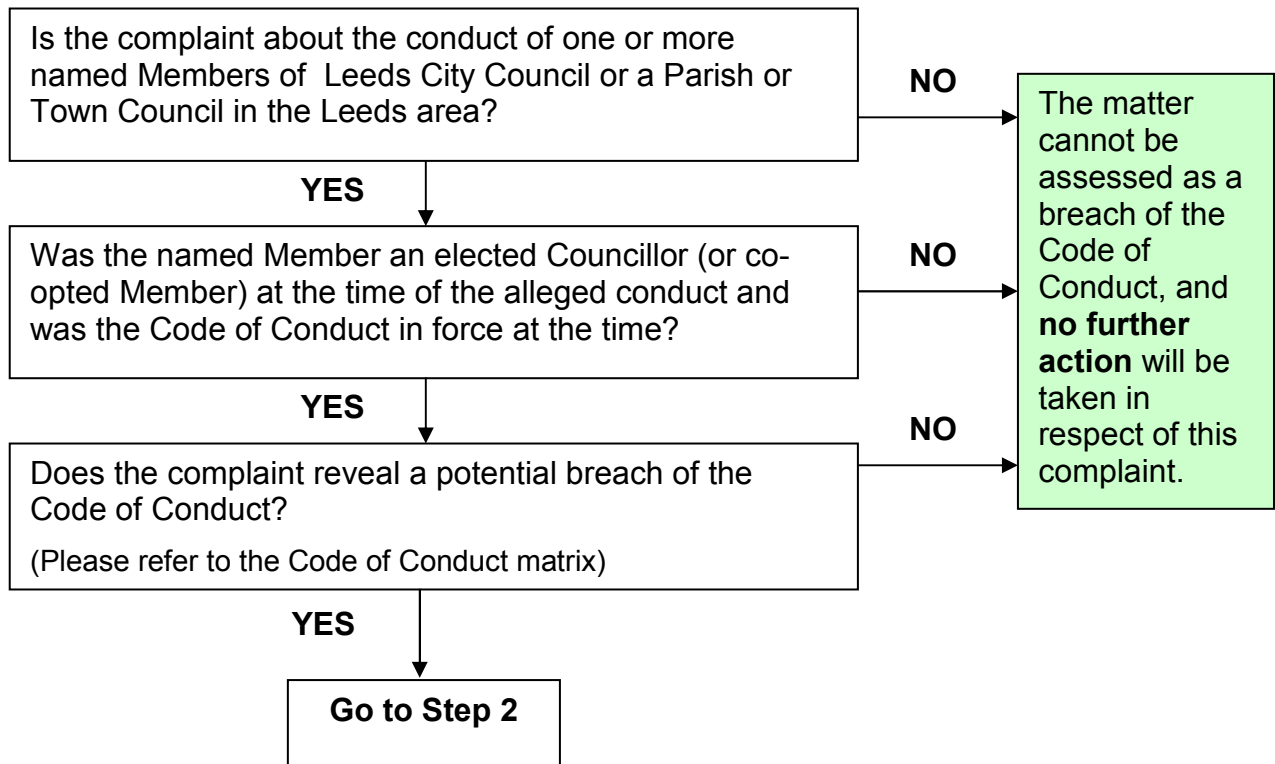 Is the complaint about the conduct of one or more
named Members of Leeds City Council or a Parish or
Town Council in the Leeds area?
NO
YES
Was the named Member an elected Councillor (or co-
opted Member) at the time of the alleged conduct and
was the Code of Conduct in force at the time?
NO
YES
Does the complaint reveal a potential breach of the
Code of Conduct?
(Please refer to the Code of Conduct matrix)
NO
YES
Go to Step 2
The matter
cannot be
assessed as a
breach of the
Code of
Conduct, and
no further
action will be
taken in
respect of this
complaint.